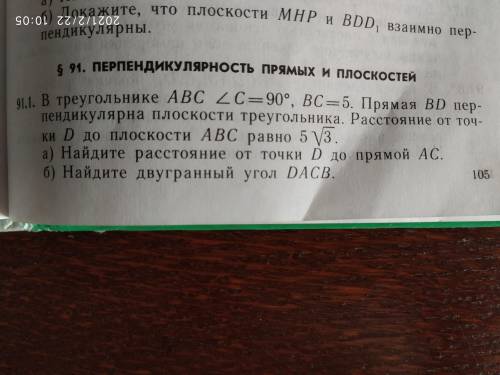 б) Докажите, что плоскости MHP и BDD₁ взаимно пер-
пендикулярны.
§ 91. ПЕРПЕНДИКУЛЯРНОСТЬ ПРЯМЫХ И ПЛОСКОСТЕЙ
91.1. В треугольнике ABC ∠C=90°, BC=5. Прямая BD пер-
пендикулярна плоскости треугольника. Расстояние от точ-
ки D до плоскости ABC равно 5√3.
а) Найдите расстояние от точки D до прямой AC.
б) Найдите двугранный угол DACB.
105
2021/2/22 10:05